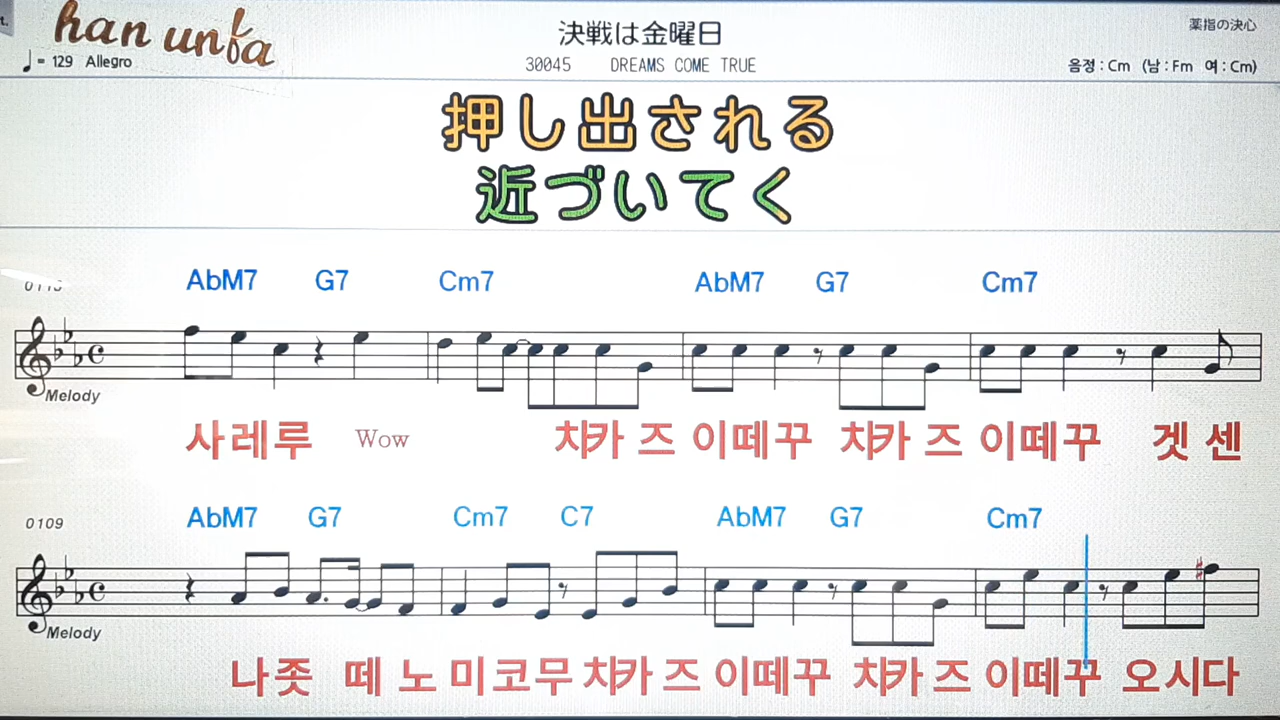 t.
han unfa
♩= 129 Allegro
決戦は金曜日
30045 DREAMS COME TRUE
薬指の決心
음정 : Cm (남 : Fm 여 : Cm)
押し出される
近づいてく
AbM7 G7 Cm7 AbM7 G7 Cm7
Melody
사레루 Wow 챠카 즈 이떼꾸 챠카 즈 이떼꾸 겟 센
0109
AbM7 G7 Cm7 C7 AbM7 G7 Cm7
Melody
나좃 떼 노 미코무 챠카 즈 이떼꾸 챠카 즈 이떼꾸 오시다